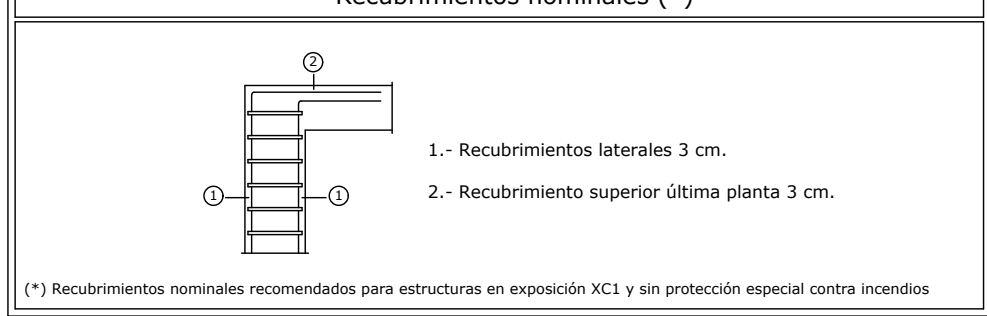 Recubrimientos nominales (*)
2
1.- Recubrimientos laterales 3 cm.
1
1
2.- Recubrimiento superior última planta 3 cm.
(*) Recubrimientos nominales recomendados para estructuras en exposición XC1 y sin protección especial contra incendios